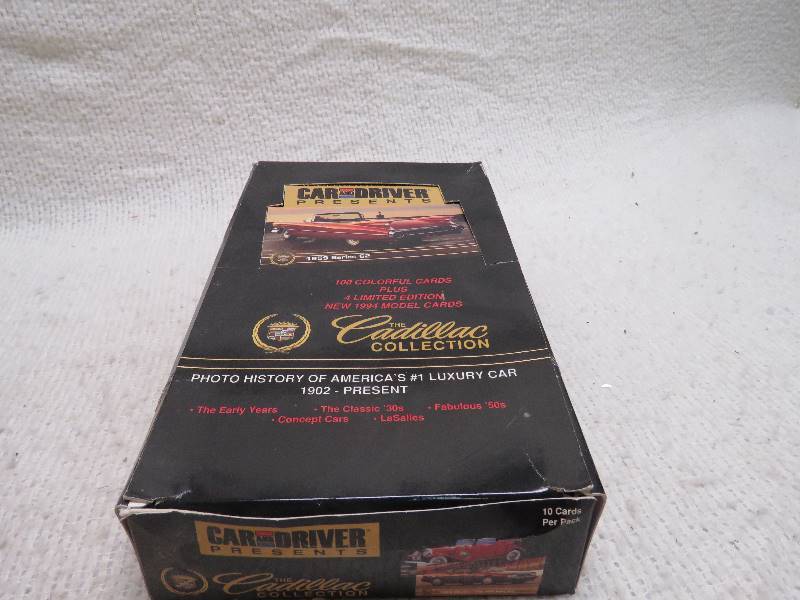 CAR AND DRIVER
PRESENTS
1959 Series 62
100 COLORFUL CARDS
PLUS
4 LIMITED EDITION
NEW 1994 MODEL CARDS
THE
Cadillac
COLLECTION
PHOTO HISTORY OF AMERICA'S #1 LUXURY CAR
1902 - PRESENT
• The Early Years • The Classic '30s • Fabulous '50s
• Concept Cars • LaSalles
10 Cards
Per Pack
CAR AND DRIVER
PRESENTS
THE
Cadillac
COLLECTION